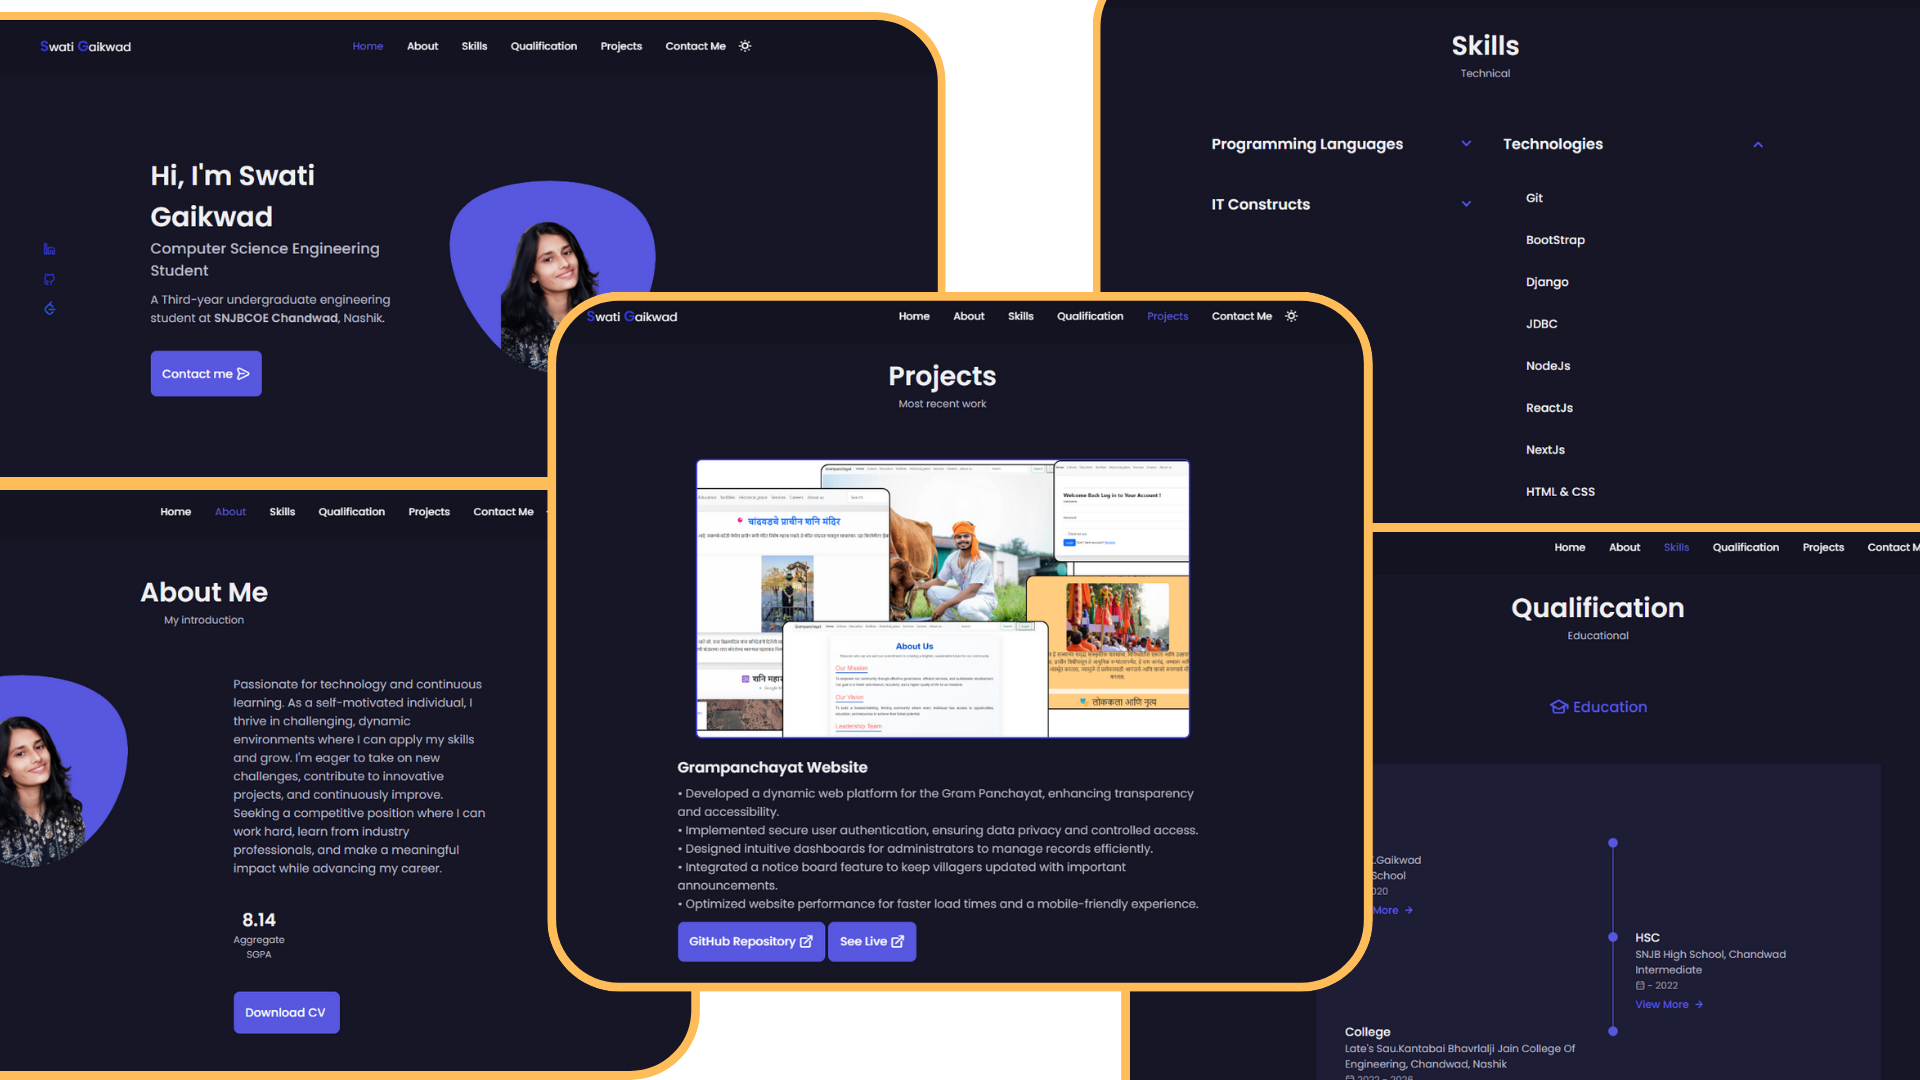 Swati Gaikwad
Home About Skills Qualification Projects Contact Me
Hi, I'm Swati
Gaikwad
Computer Science Engineering
Student
A Third-year undergraduate engineering
student at SNJBCOE Chandwad, Nashik.
Contact me
Skills
Technical
Programming Languages
IT Constructs
Technologies
Git
BootStrap
Django
JDBC
NodeJs
ReactJs
NextJs
HTML & CSS
Home About Skills Qualification Projects Contact Me
About Me
My introduction
Passionate for technology and continuous
learning. As a self-motivated individual, I
thrive in challenging, dynamic
environments where I can apply my skills
and grow. I'm eager to take on new
challenges, contribute to innovative
projects, and continuously improve.
Seeking a competitive position where I can
work hard, learn from industry
professionals, and make a meaningful
impact while advancing my career.
8.14
Aggregate
SGPA
Download CV
Swati Gaikwad
Home About Skills Qualification Projects Contact Me
Projects
Most recent work
चांदवडचे प्राचीन शनि मंदिर
Welcome Back Log in to Your Account !
About Us
Our Mission
Our Vision
Leadership Team
लोककला आणि नृत्य
Grampanchayat Website
• Developed a dynamic web platform for the Gram Panchayat, enhancing transparency
and accessibility.
• Implemented secure user authentication, ensuring data privacy and controlled access.
• Designed intuitive dashboards for administrators to manage records efficiently.
• Integrated a notice board feature to keep villagers updated with important
announcements.
• Optimized website performance for faster load times and a mobile-friendly experience.
GitHub Repository
See Live
Home About Skills Qualification Projects Contact M
Qualification
Educational
Education
.Gaikwad
School
020
More
HSC
SNJB High School, Chandwad
Intermediate
- 2022
View More
College
Late's Sau.Kantabai Bhavrlalji Jain College Of
Engineering, Chandwad, Nashik
2022 - 2026